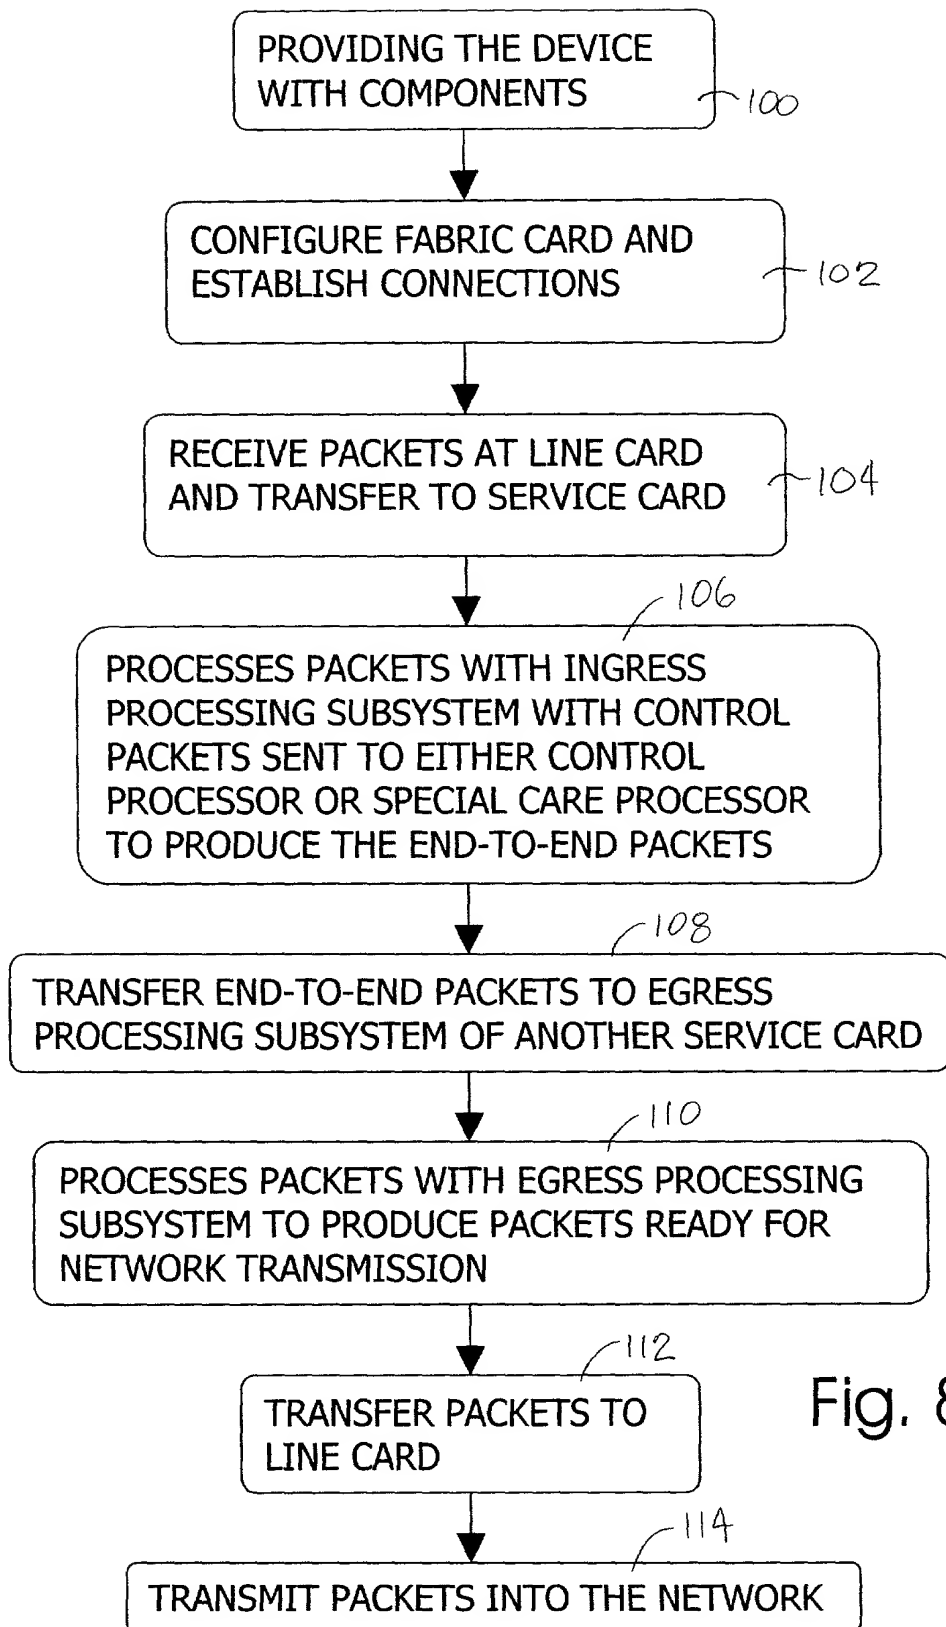 PROVIDING THE DEVICE
WITH COMPONENTS
100
CONFIGURE FABRIC CARD AND
ESTABLISH CONNECTIONS
102
RECEIVE PACKETS AT LINE CARD
AND TRANSFER TO SERVICE CARD
104
106
PROCESSES PACKETS WITH INGRESS
PROCESSING SUBSYSTEM WITH CONTROL
PACKETS SENT TO EITHER CONTROL
PROCESSOR OR SPECIAL CARE PROCESSOR
TO PRODUCE THE END-TO-END PACKETS
108
TRANSFER END-TO-END PACKETS TO EGRESS
PROCESSING SUBSYSTEM OF ANOTHER SERVICE CARD
110
PROCESSES PACKETS WITH EGRESS PROCESSING
SUBSYSTEM TO PRODUCE PACKETS READY FOR
NETWORK TRANSMISSION
112
TRANSFER PACKETS TO
LINE CARD
Fig. 8
114
TRANSMIT PACKETS INTO THE NETWORK